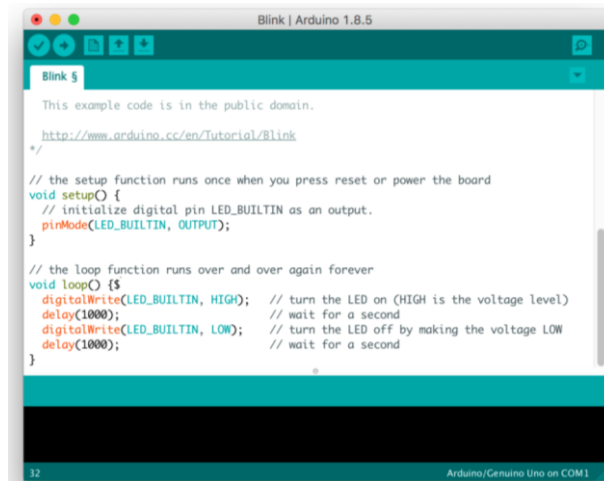 Blink | Arduino 1.8.5
Blink §
This example code is in the public domain.
http://www.arduino.cc/en/Tutorial/Blink
*/
// the setup function runs once when you press reset or power the board
void setup() {
// initialize digital pin LED_BUILTIN as an output.
pinMode(LED_BUILTIN, OUTPUT);
}
// the loop function runs over and over again forever
void loop() {$
digitalWrite(LED_BUILTIN, HIGH);   // turn the LED on (HIGH is the voltage level)
delay(1000);                       // wait for a second
digitalWrite(LED_BUILTIN, LOW);    // turn the LED off by making the voltage LOW
delay(1000);                       // wait for a second
}
32 Arduino/Genuino Uno on COM1